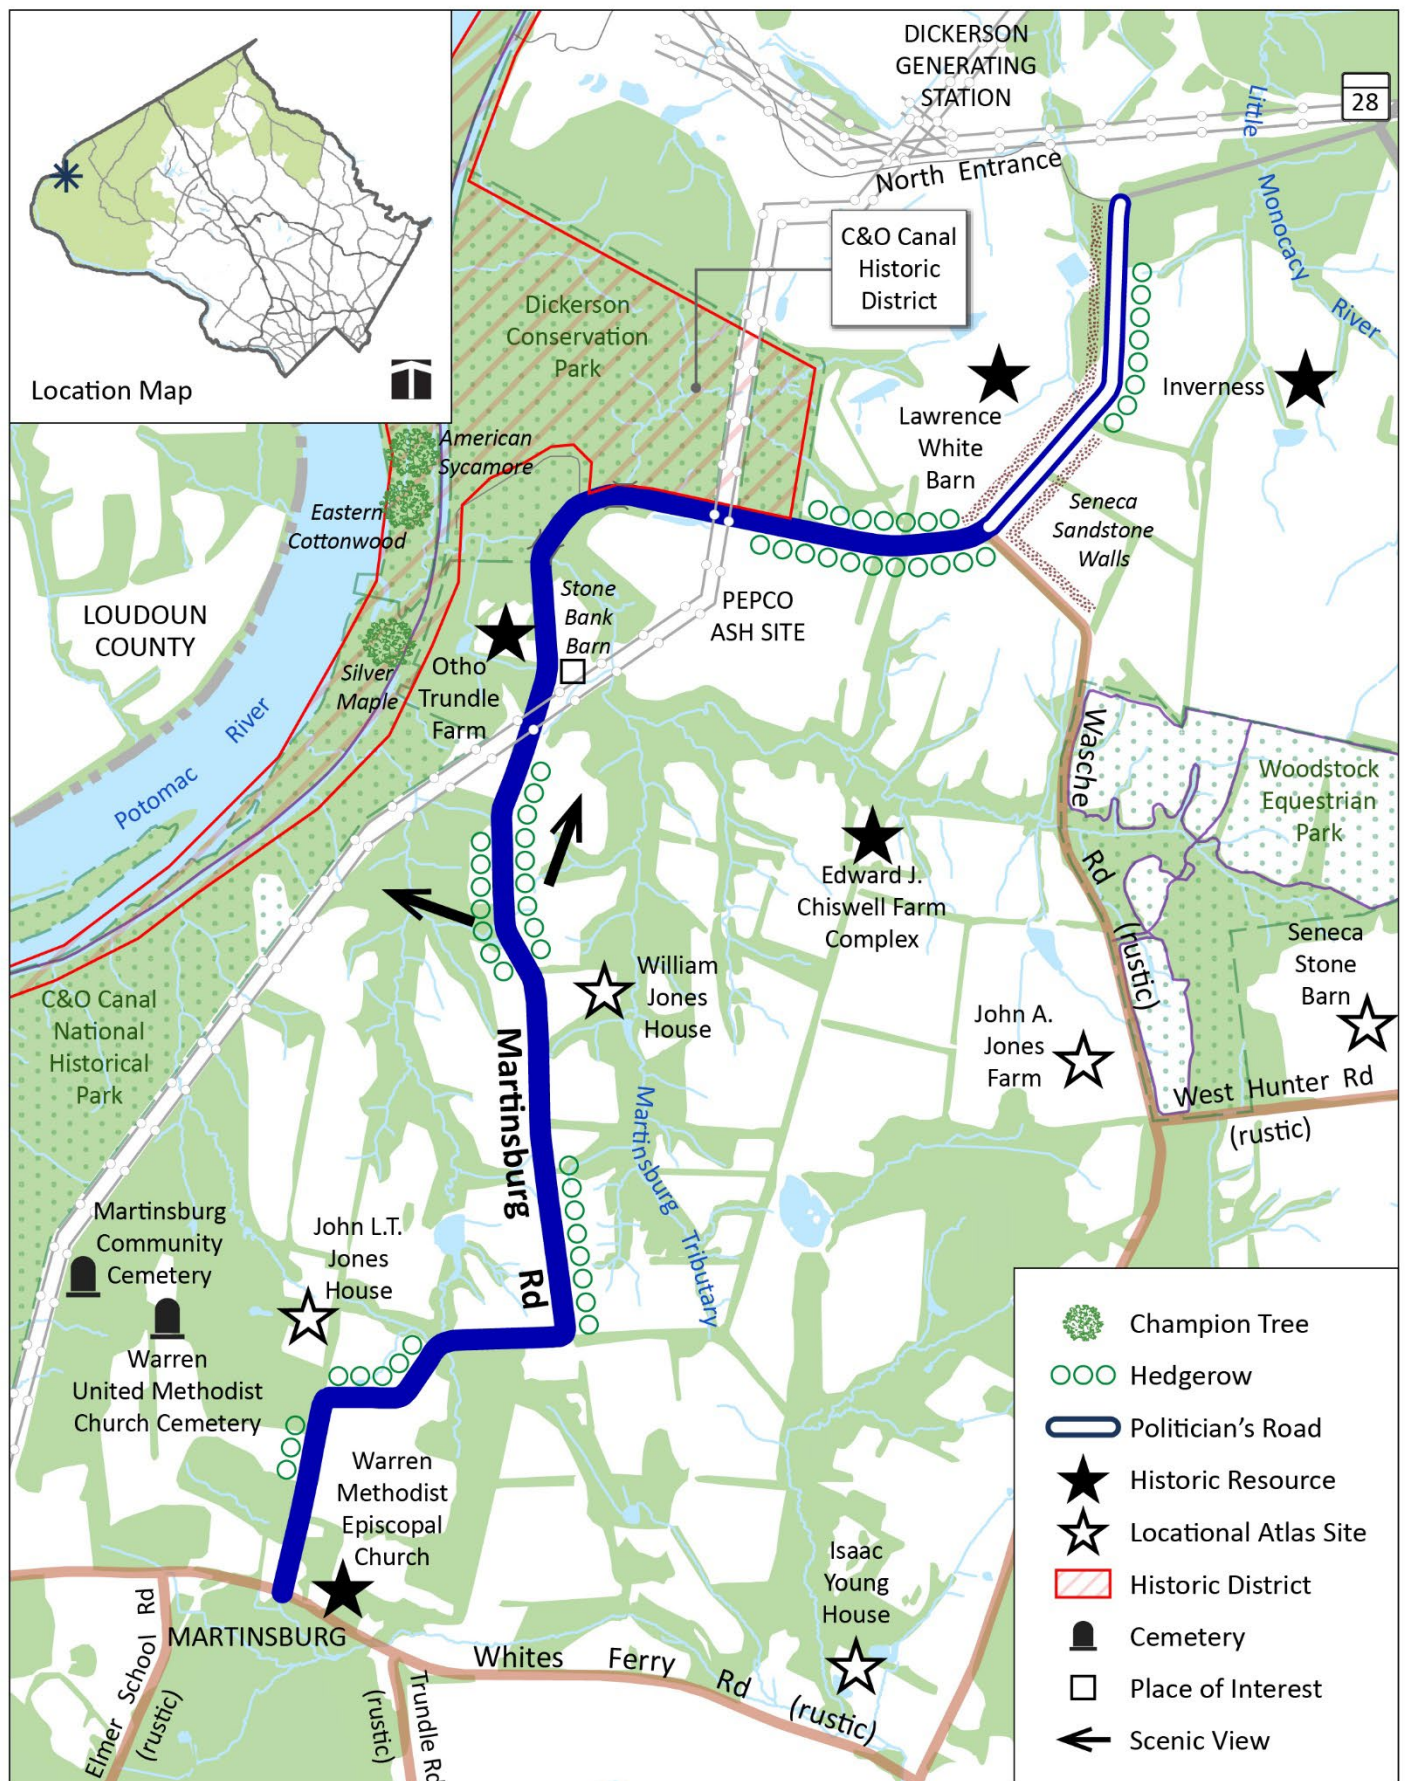 DICKERSON
GENERATING
STATION
28
Little
Monocacy
River
North Entrance
C&O Canal
Historic
District
Dickerson
Conservation
Park
Location Map
Inverness
Lawrence
White
Barn
American
Sycamore
Eastern
Cottonwood
Seneca
Sandstone
Walls
Stone
Bank
Barn
PEPCO
ASH SITE
LOUDOUN
COUNTY
Silver
Maple
Otho
Trundle
Farm
Potomac River
Wasche Rd
(rustic)
Woodstock
Equestrian
Park
Edward J.
Chiswell Farm
Complex
William
Jones
House
Seneca
Stone
Barn
C&O Canal
National
Historical
Park
John A.
Jones
Farm
West Hunter Rd
(rustic)
Martinsburg Rd
Martinsburg Tributary
Martinsburg
Community
Cemetery
John L.T.
Jones
House
Warren
United Methodist
Church Cemetery
Warren
Methodist
Episcopal
Church
Isaac
Young
House
MARTINSBURG
Elmer School Rd
(rustic)
Trundle Rd
(rustic)
Whites Ferry Rd
(rustic)
Champion Tree
Hedgerow
Politician's Road
Historic Resource
Locational Atlas Site
Historic District
Cemetery
Place of Interest
Scenic View